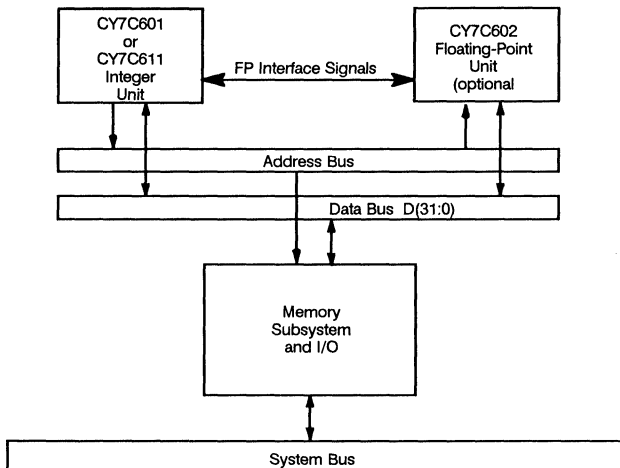 CY7C601
or
CY7C611
Integer
Unit
FP Interface Signals
CY7C602
Floating-Point
Unit
(optional
Address Bus
Data Bus D(31:0)
Memory
Subsystem
and I/O
System Bus